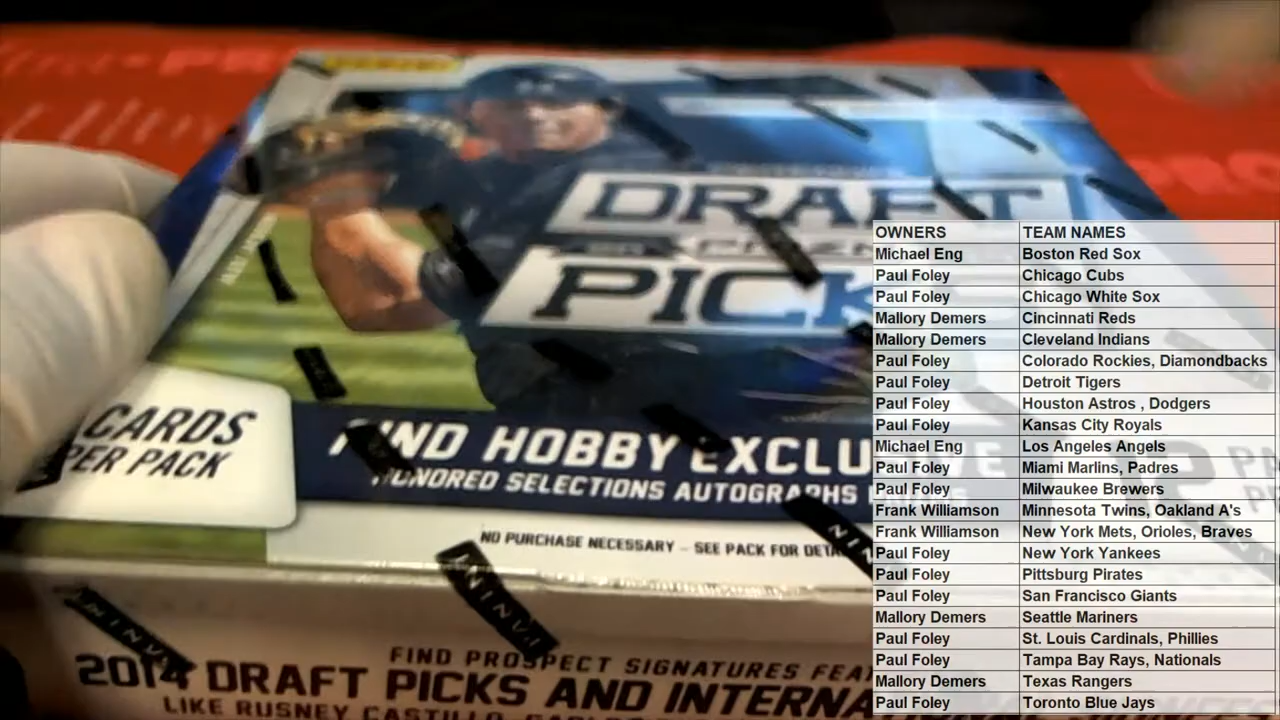 PANINI
DRAFT
PICK
CARDS
PER PACK
FIND HOBBY EXCLU
HONORED SELECTIONS AUTOGRAPHS
NO PURCHASE NECESSARY – SEE PACK FOR DETA
PANINI
PANINI
FIND PROSPECT SIGNATURES FEA
2014 DRAFT PICKS AND INTERNA
LIKE RUSNEY CASTILLO,
OWNERS TEAM NAMES
Michael Eng Boston Red Sox
Paul Foley Chicago Cubs
Paul Foley Chicago White Sox
Mallory Demers Cincinnati Reds
Mallory Demers Cleveland Indians
Paul Foley Colorado Rockies, Diamondbacks
Paul Foley Detroit Tigers
Paul Foley Houston Astros , Dodgers
Paul Foley Kansas City Royals
Michael Eng Los Angeles Angels
Paul Foley Miami Marlins, Padres
Paul Foley Milwaukee Brewers
Frank Williamson Minnesota Twins, Oakland A's
Frank Williamson New York Mets, Orioles, Braves
Paul Foley New York Yankees
Paul Foley Pittsburg Pirates
Paul Foley San Francisco Giants
Mallory Demers Seattle Mariners
Paul Foley St. Louis Cardinals, Phillies
Paul Foley Tampa Bay Rays, Nationals
Mallory Demers Texas Rangers
Paul Foley Toronto Blue Jays